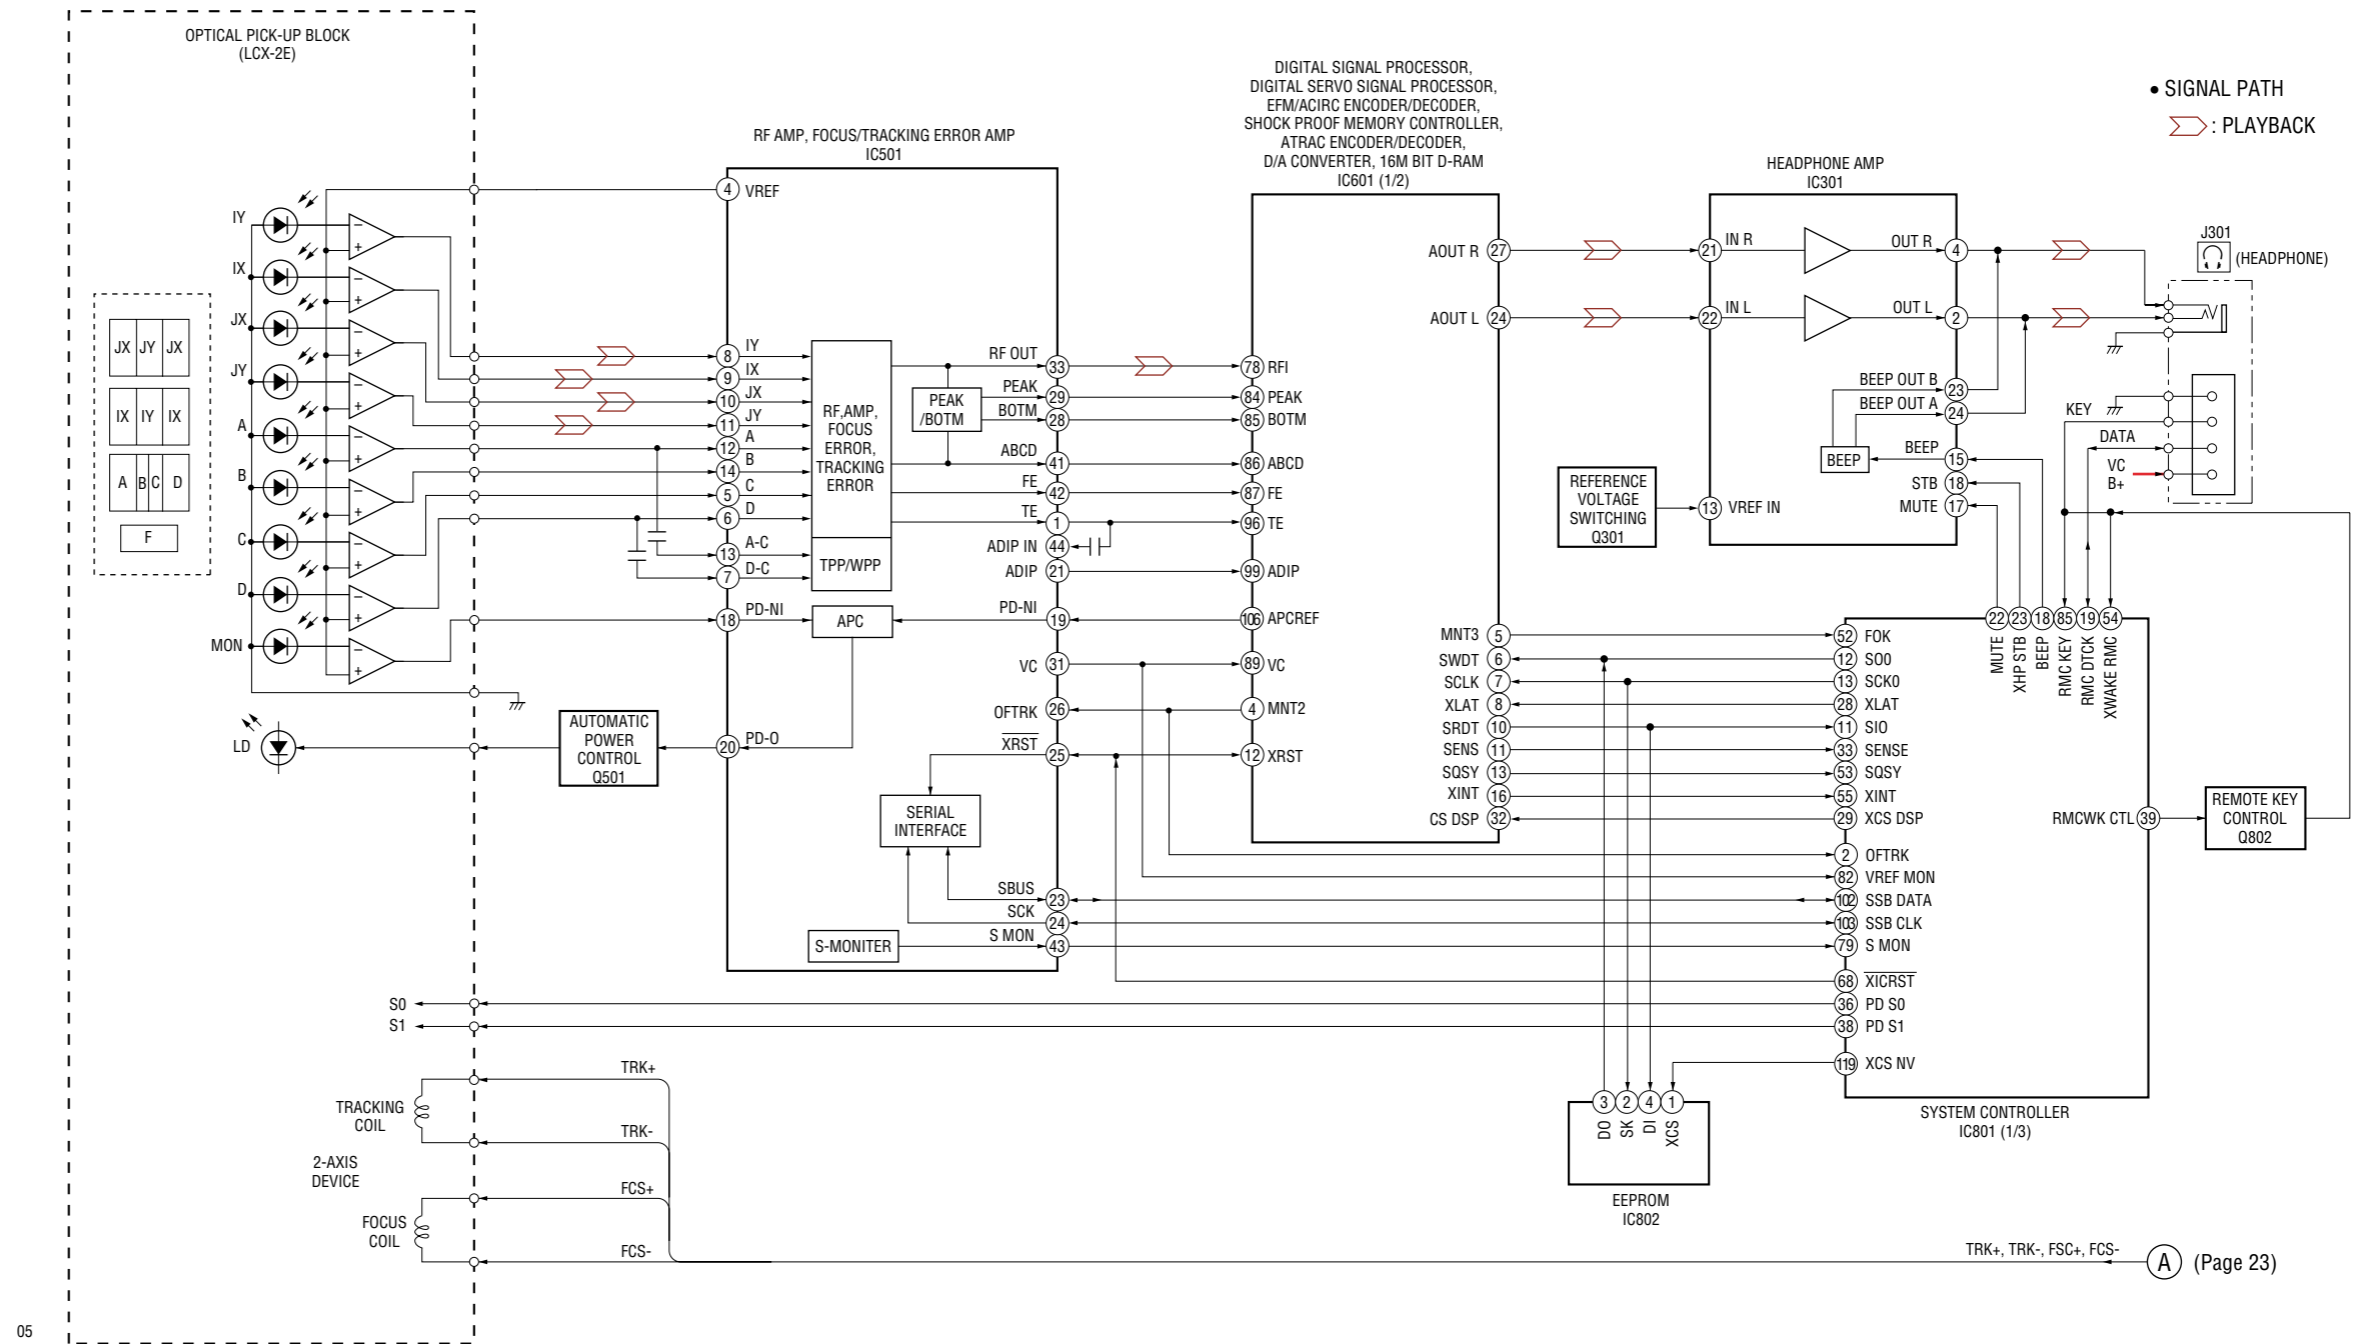 OPTICAL PICK-UP BLOCK
(LCX-2E)
DIGITAL SIGNAL PROCESSOR,
DIGITAL SERVO SIGNAL PROCESSOR,
EFM/ACIRC ENCODER/DECODER,
SHOCK PROOF MEMORY CONTROLLER,
ATRAC ENCODER/DECODER,
D/A CONVERTER, 16M BIT D-RAM
IC601 (1/2)
• SIGNAL PATH
: PLAYBACK
RF AMP, FOCUS/TRACKING ERROR AMP
IC501
HEADPHONE AMP
IC301
J301
(HEADPHONE)
IY
IX
JX
JY
A
B
C
D
MON
LD
JX JY JX
IX IY IX
A B C D
F
4 VREF
8 IY
9 IX
10 JX
11 JY
12 A
14 B
5 C
6 D
13 A-C
7 D-C
18 PD-NI
20 PD-O
RF,AMP,
FOCUS
ERROR,
TRACKING
ERROR
TPP/WPP
APC
PEAK
/BOTM
SERIAL
INTERFACE
S-MONITER
AUTOMATIC
POWER
CONTROL
Q501
RF OUT 33
PEAK 29
BOTM 28
ABCD 41
FE 42
TE 1
ADIP IN 44
ADIP 21
PD-NI 19
VC 31
OFTRK 26
XRST 25
SBUS 23
SCK 24
S MON 43
78 RFI
84 PEAK
85 BOTM
86 ABCD
87 FE
96 TE
99 ADIP
106 APCREF
89 VC
4 MNT2
12 XRST
AOUT R 27
AOUT L 24
MNT3 5
SWDT 6
SCLK 7
XLAT 8
SRDT 10
SENS 11
SQSY 13
XINT 16
CS DSP 32
21 IN R
22 IN L
13 VREF IN
OUT R 4
OUT L 2
BEEP OUT B 23
BEEP OUT A 24
BEEP 15
STB 18
MUTE 17
BEEP
REFERENCE
VOLTAGE
SWITCHING
Q301
KEY
DATA
VC
B+
22 MUTE
23 XHP STB
18 BEEP
85 RMC KEY
19 RMC DTCK
54 XWAKE RMC
52 FOK
12 SO0
13 SCK0
28 XLAT
11 SIO
33 SENSE
53 SQSY
55 XINT
29 XCS DSP
2 OFTRK
82 VREF MON
102 SSB DATA
103 SSB CLK
79 S MON
68 XICRST
36 PD S0
38 PD S1
119 XCS NV
RMCWK CTL 39
REMOTE KEY
CONTROL
Q802
SYSTEM CONTROLLER
IC801 (1/3)
3 DO
2 SK
4 DI
1 XCS
EEPROM
IC802
S0
S1
TRK+
TRK-
FCS+
FCS-
TRACKING
COIL
2-AXIS
DEVICE
FOCUS
COIL
TRK+, TRK-, FSC+, FCS-
A (Page 23)
05